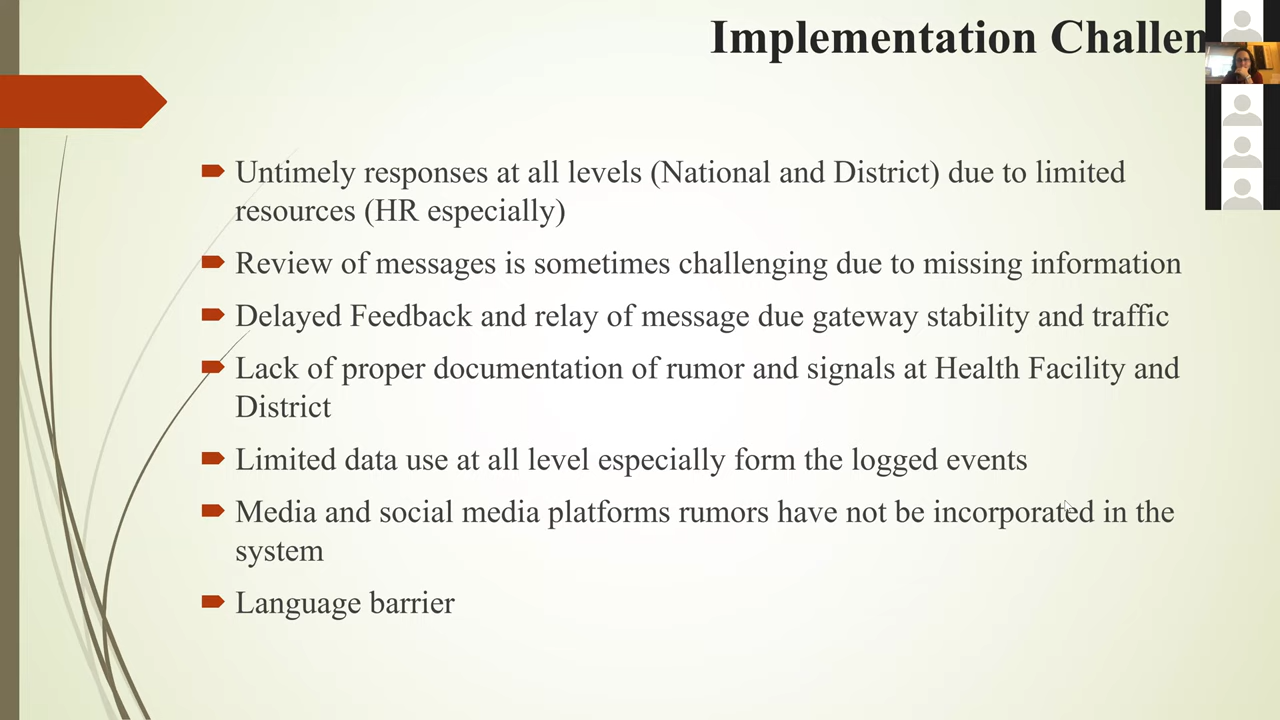 Implementation Challen
Untimely responses at all levels (National and District) due to limited
resources (HR especially)
Review of messages is sometimes challenging due to missing information
Delayed Feedback and relay of message due gateway stability and traffic
Lack of proper documentation of rumor and signals at Health Facility and
District
Limited data use at all level especially form the logged events
Media and social media platforms rumors have not be incorporated in the
system
Language barrier